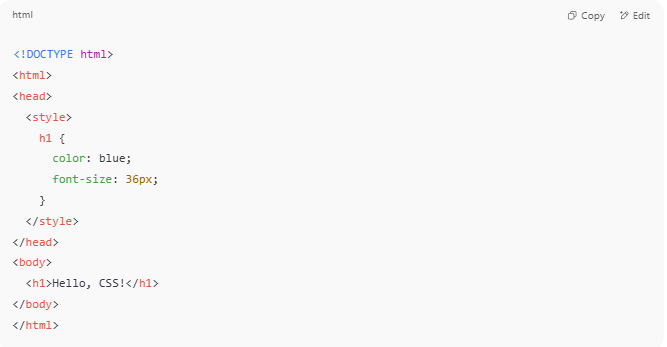 html
Copy
Edit
<!DOCTYPE html>
<html>
<head>
  <style>
    h1 {
      color: blue;
      font-size: 36px;
    }
  </style>
</head>
<body>
  <h1>Hello, CSS!</h1>
</body>
</html>